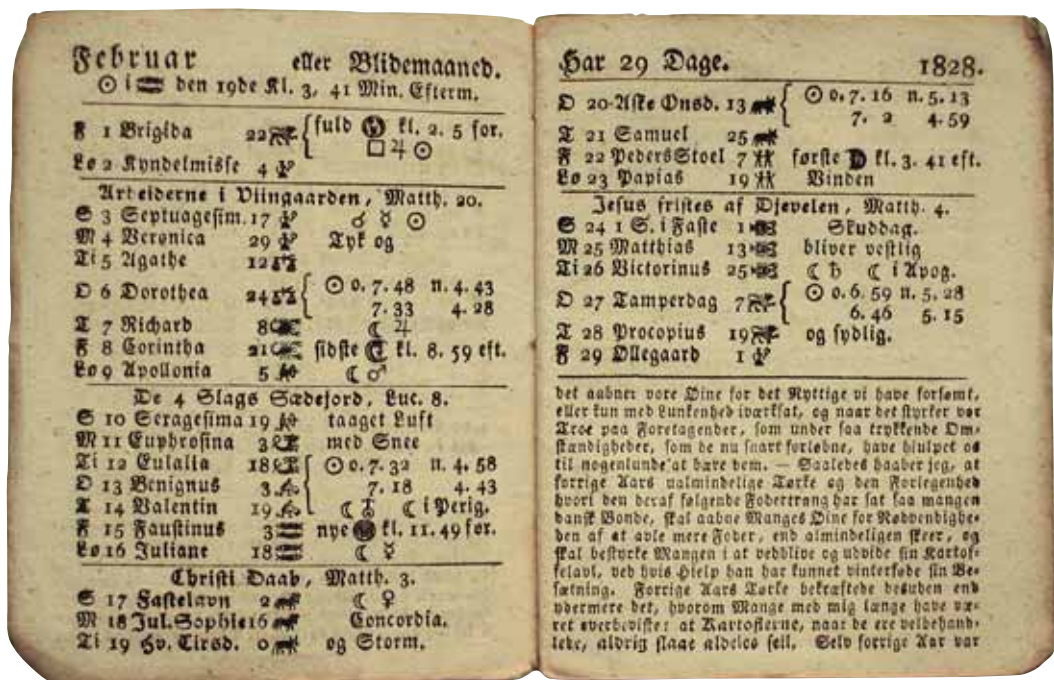 Februar eller Blidemaaned.
☉ i ♒ den 19de Kl. 3, 41 Min. Efterm.
F 1 Brigida 22 fuld kl. 2. 5 for.
□ ♃ ☉
Lø 2 Kyndelmisse 4
Arbeiderne i Viingaarden, Matth. 20.
S 3 Septuagesim. 17 ☌ ☿ ☉
M 4 Veronica 29 Tyk og
Ti 5 Agathe 12
O 6 Dorothea 24 ☉ o. 7. 48 n. 4. 43
7. 33 4. 28
T 7 Richard 8 ☾ ♃
F 8 Corintha 21 sidste kl. 8. 59 eft.
Lø 9 Apollonia 5 ☾ ♂
De 4 Slags Sædejord, Luc. 8.
S 10 Seragesima 19 taaget Luft
M 11 Euphrosina 3 med Snee
Ti 12 Eulalia 18 ☉ o. 7. 32 n. 4. 58
O 13 Benignus 3 7. 18 4. 43
T 14 Valentin 19 ☾ ☾ i Perig.
F 15 Faustinus 3 nye kl. 11. 49 for.
Lø 16 Juliane 18 ☾ ☿
Christi Daab, Matth. 3.
S 17 Fastelavn 2 ☾ ♀
M 18 Jul. Sophie 16 Concordia.
Ti 19 Hv. Tirsd. 0 og Storm.
Har 29 Dage. 1828.
O 20 Aske Onsd. 13 ☉ o. 7. 16 n. 5. 13
7. 2 4. 59
T 21 Samuel 25
F 22 Peders Stoel 7 første kl. 3. 41 eft.
Lø 23 Papias 19 Vinden
Jesus fristes af Djevelen, Matth. 4.
S 24 1 S. i Faste 1 Skuddag.
M 25 Matthias 13 bliver vestlig
Ti 26 Victorinus 25 ☾ ♄ ☾ i Apog.
O 27 Tamperdag 7 ☉ o. 6. 59 n. 5. 28
6. 46 5. 15
T 28 Procopius 19 og sydlig.
F 29 Øllegaard 1
det aabner vore Øine for det Nyttige vi have forsømt,
eller kun med Lunkenhed iværksat, og naar det styrker vor
Troe paa Foretagender, som under saa trykkende Om-
stændigheder, som de nu snart forløbne, have hiulpet os
til nogenlunde at bære dem. — Saaledes haaber jeg, at
forrige Aars ualmindelige Tørke og den Forlegenhed
hvori den deraf følgende Fodertrang har sat saa mangen
dansk Bonde, skal aabne Manges Øine for Nødvendighe-
den af at avle mere Foder, end almindeligen skeer, og
skal bestyrke Mangen i at vedblive og udvide sin Kartof-
felavl, ved hvis Hielp han har kunnet vinterføde sin Be-
sætning. Forrige Aars Tørke bekræftede desuden end
ydermere det, hvorom Mange med mig længe have væ-
ret overbeviiste: at Kartoflerne, naar de ere velbehand-
lede, aldrig slaae aldeles feil. Selv forrige Aar var